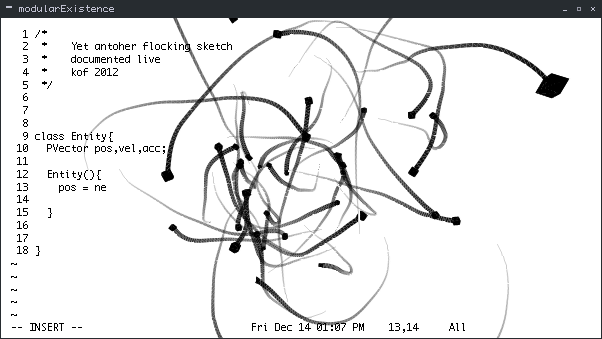 modularExistence
1 /*
2  *    Yet antoher flocking sketch
3  *    documented live
4  *    kof 2012
5  */
6
7
8
9 class Entity{
10   PVector pos,vel,acc;
11
12   Entity(){
13     pos = ne
14
15   }
16
17
18 }
~
~
~
~
~
-- INSERT --    Fri Dec 14 01:07 PM    13,14    All